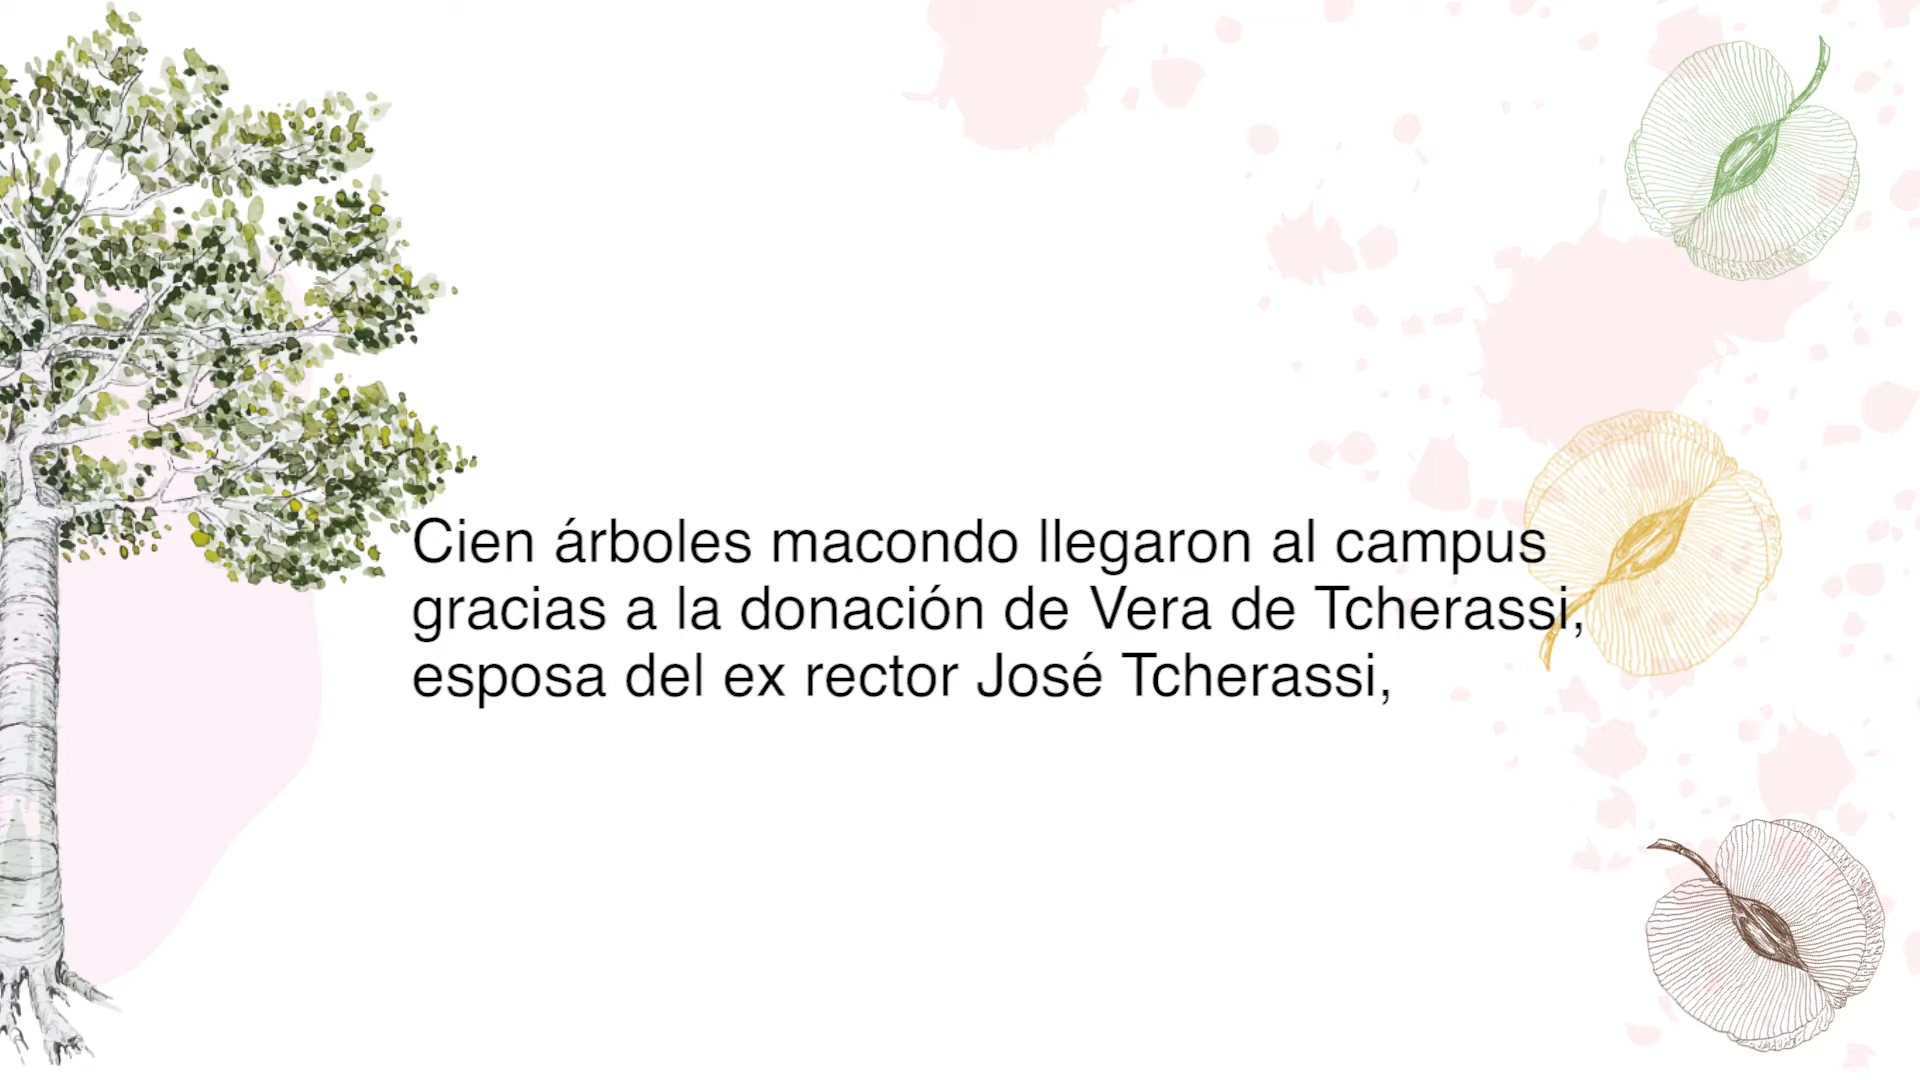 Cien árboles macondo llegaron al campus
gracias a la donación de Vera de Tcherassi,
esposa del ex rector José Tcherassi,